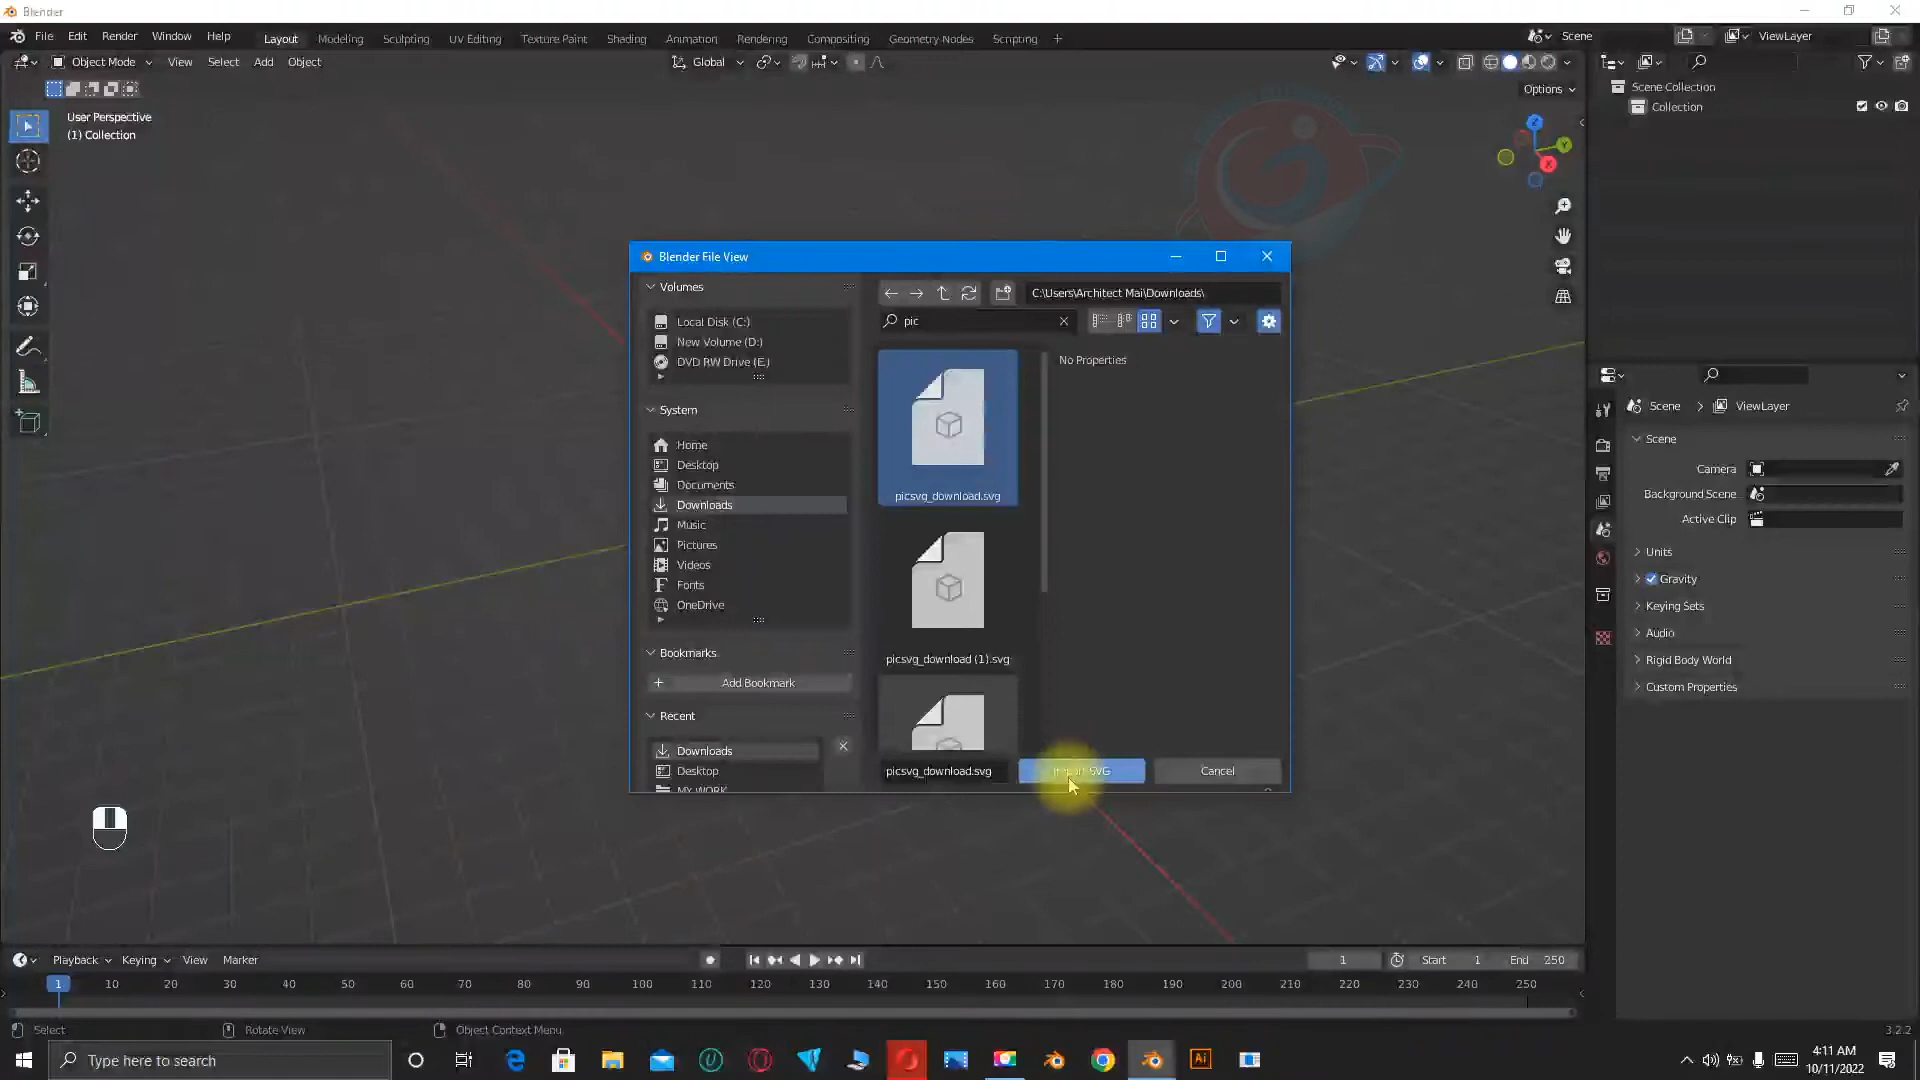 Blender
File Edit Render Window Help
Layout Modeling Sculpting UV Editing Texture Paint Shading Animation Rendering Compositing Geometry Nodes Scripting +
Scene ViewLayer
Object Mode View Select Add Object
Global
Options
User Perspective
(1) Collection
Z
Y
X
Scene Collection
Collection
Blender File View
Volumes
Local Disk (C:)
New Volume (D:)
DVD RW Drive (E:)
System
Home
Desktop
Documents
Downloads
Music
Pictures
Videos
Fonts
OneDrive
Bookmarks
Add Bookmark
Recent
Downloads
Desktop
MY WORK
C:\Users\Architect Mai\Downloads\
pic
No Properties
picsvg_download.svg
picsvg_download (1).svg
picsvg_download.svg
Import SVG
Cancel
Scene > ViewLayer
Scene
Camera
Background Scene
Active Clip
Units
Gravity
Keying Sets
Audio
Rigid Body World
Custom Properties
Playback Keying View Marker
1 Start 1 End 250
1 10 20 30 40 50 60 70 80 90 100 110 120 130 140 150 160 170 180 190 200 210 220 230 240 250
Select Rotate View Object Context Menu
3.2.2
Type here to search
Ai
4:11 AM
10/11/2022